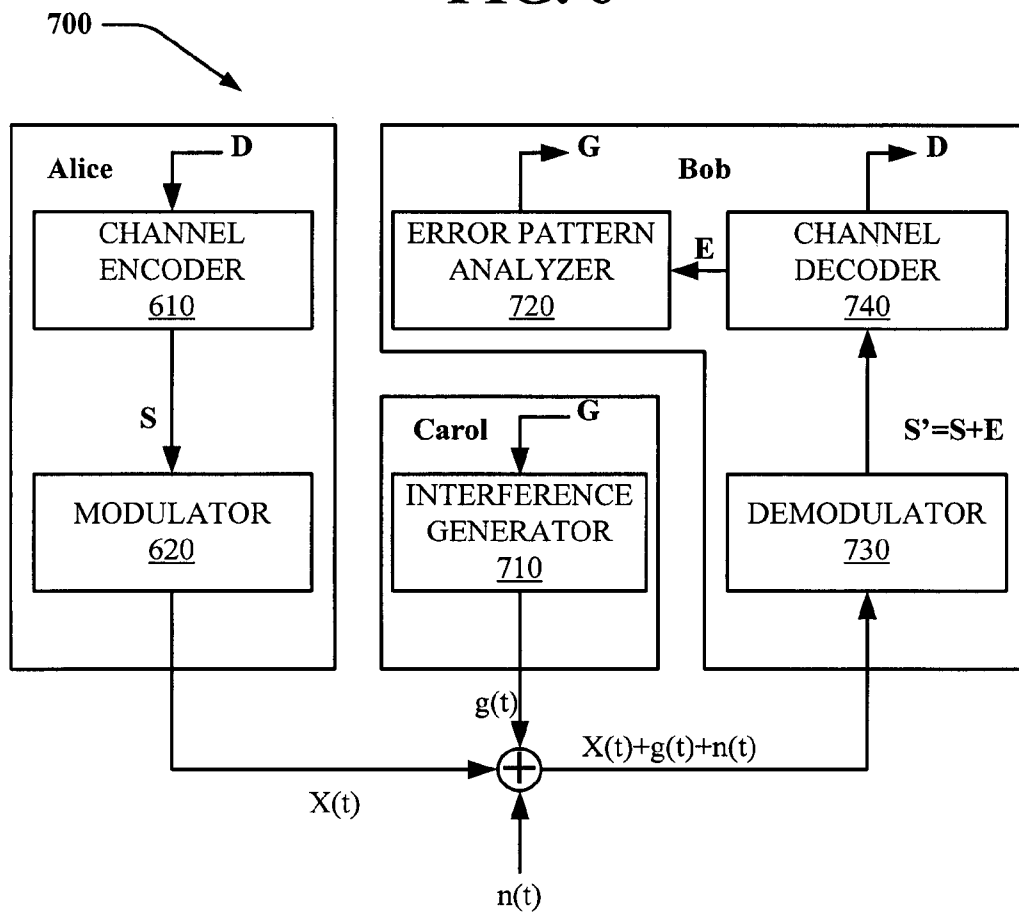 FIG.
700
Alice
D
CHANNEL
ENCODER
610
S
MODULATOR
620
G
Bob
D
ERROR PATTERN
ANALYZER
720
E
CHANNEL
DECODER
740
Carol
G
INTERFERENCE
GENERATOR
710
S'=S+E
DEMODULATOR
730
g(t)
X(t)
X(t)+g(t)+n(t)
n(t)